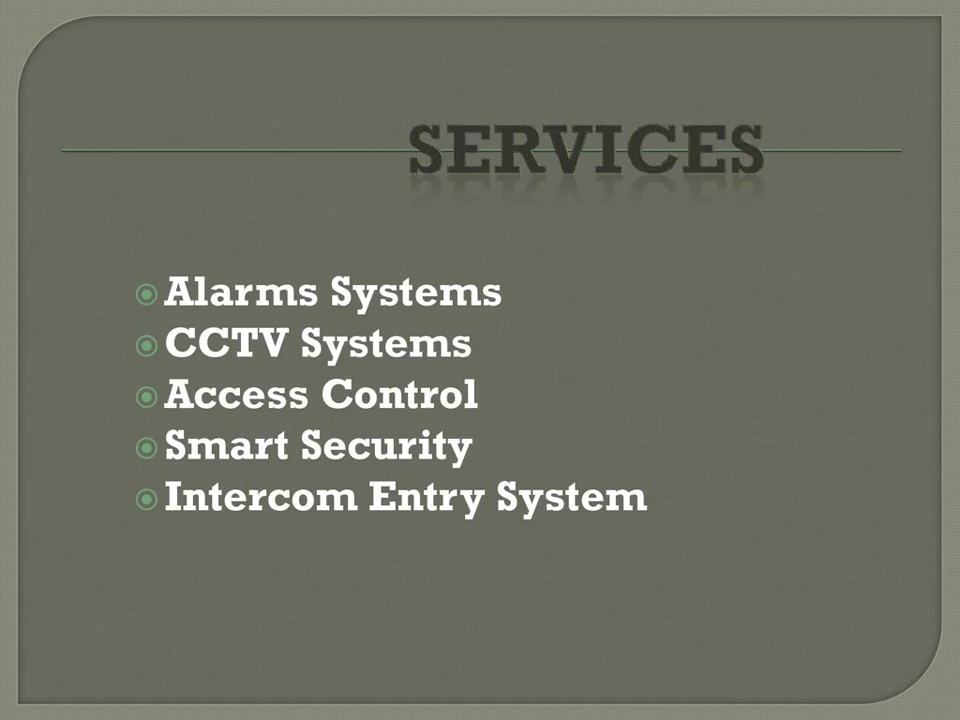 SERVICES
Alarms Systems
CCTV Systems
Access Control
Smart Security
Intercom Entry System